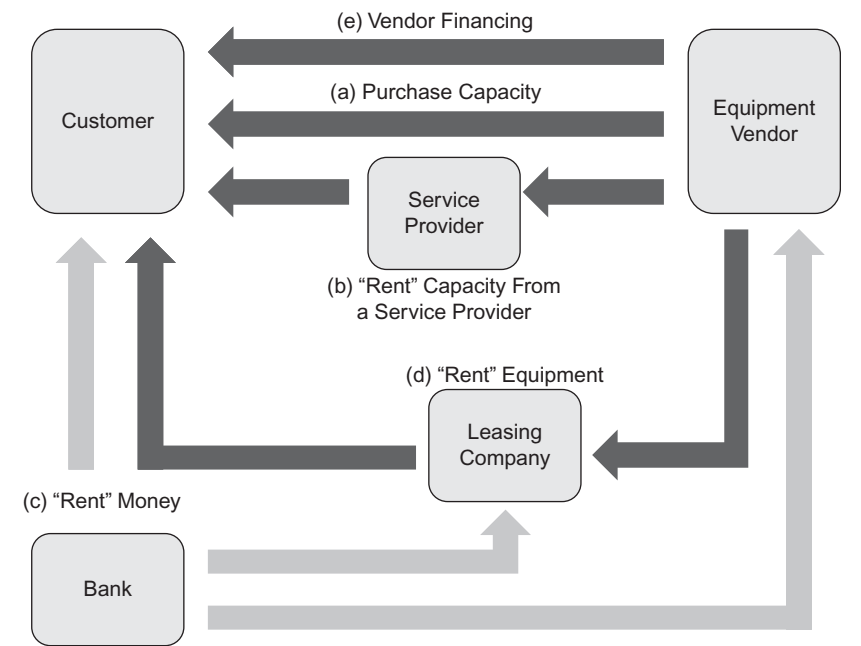 (e) Vendor Financing
(a) Purchase Capacity
Customer
Equipment
Vendor
Service
Provider
(b) “Rent” Capacity From
a Service Provider
(d) “Rent” Equipment
Leasing
Company
(c) “Rent” Money
Bank